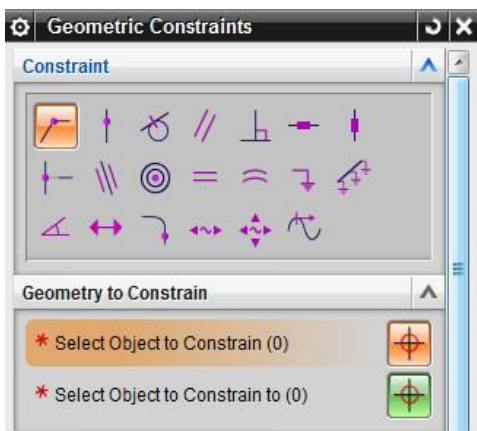 Geometric Constraints
Constraint
Geometry to Constrain
* Select Object to Constrain (0)
* Select Object to Constrain to (0)